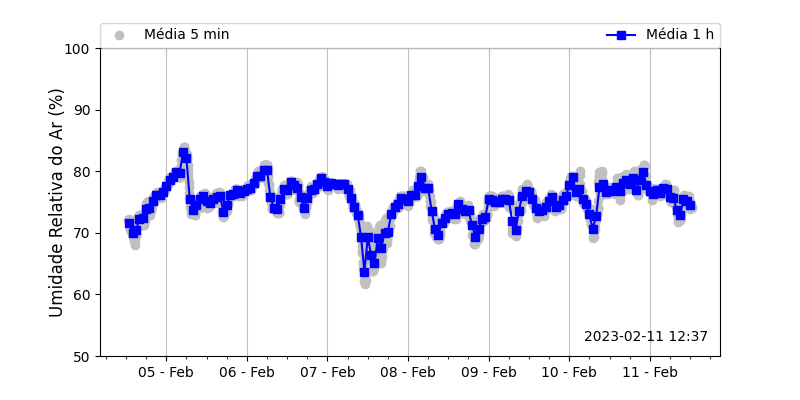 Média 5 min
Média 1 h
Umidade Relativa do Ar (%)
100
90
80
70
60
50
2023-02-11 12:37
05 - Feb
06 - Feb
07 - Feb
08 - Feb
09 - Feb
10 - Feb
11 - Feb